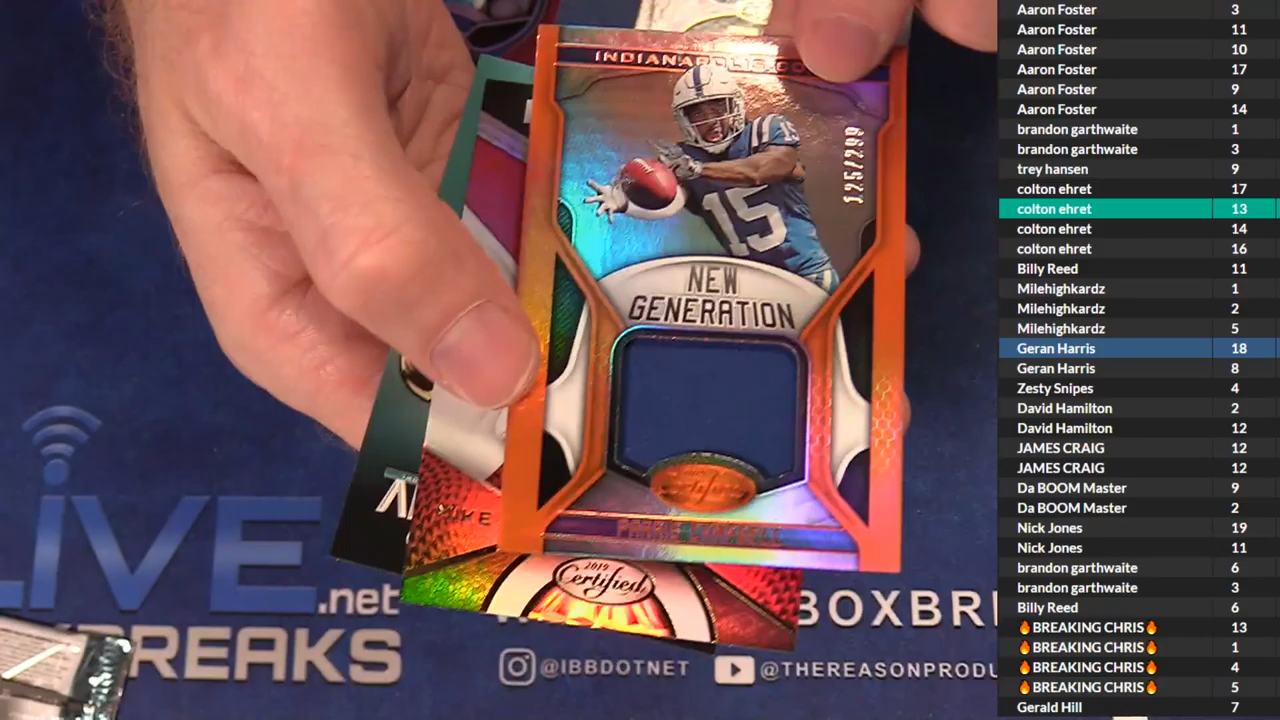 INDIANAPOLIS CO
15
15
125/299
NEW
GENERATION
MIKE
2019
Certified
LiVE.net
BREAKS
BOXBR
@IBBDOTNET
@THEREASONPRODU
Aaron Foster 3
Aaron Foster 11
Aaron Foster 10
Aaron Foster 17
Aaron Foster 9
Aaron Foster 14
brandon garthwaite 1
brandon garthwaite 3
trey hansen 9
colton ehret 17
colton ehret 13
colton ehret 14
colton ehret 16
Billy Reed 11
Milehighkardz 1
Milehighkardz 2
Milehighkardz 5
Geran Harris 18
Geran Harris 8
Zesty Snipes 4
David Hamilton 2
David Hamilton 12
JAMES CRAIG 12
JAMES CRAIG 12
Da BOOM Master 9
Da BOOM Master 2
Nick Jones 19
Nick Jones 11
brandon garthwaite 6
brandon garthwaite 3
Billy Reed 6
🔥BREAKING CHRIS🔥 13
🔥BREAKING CHRIS🔥 1
🔥BREAKING CHRIS🔥 4
🔥BREAKING CHRIS🔥 5
Gerald Hill 7